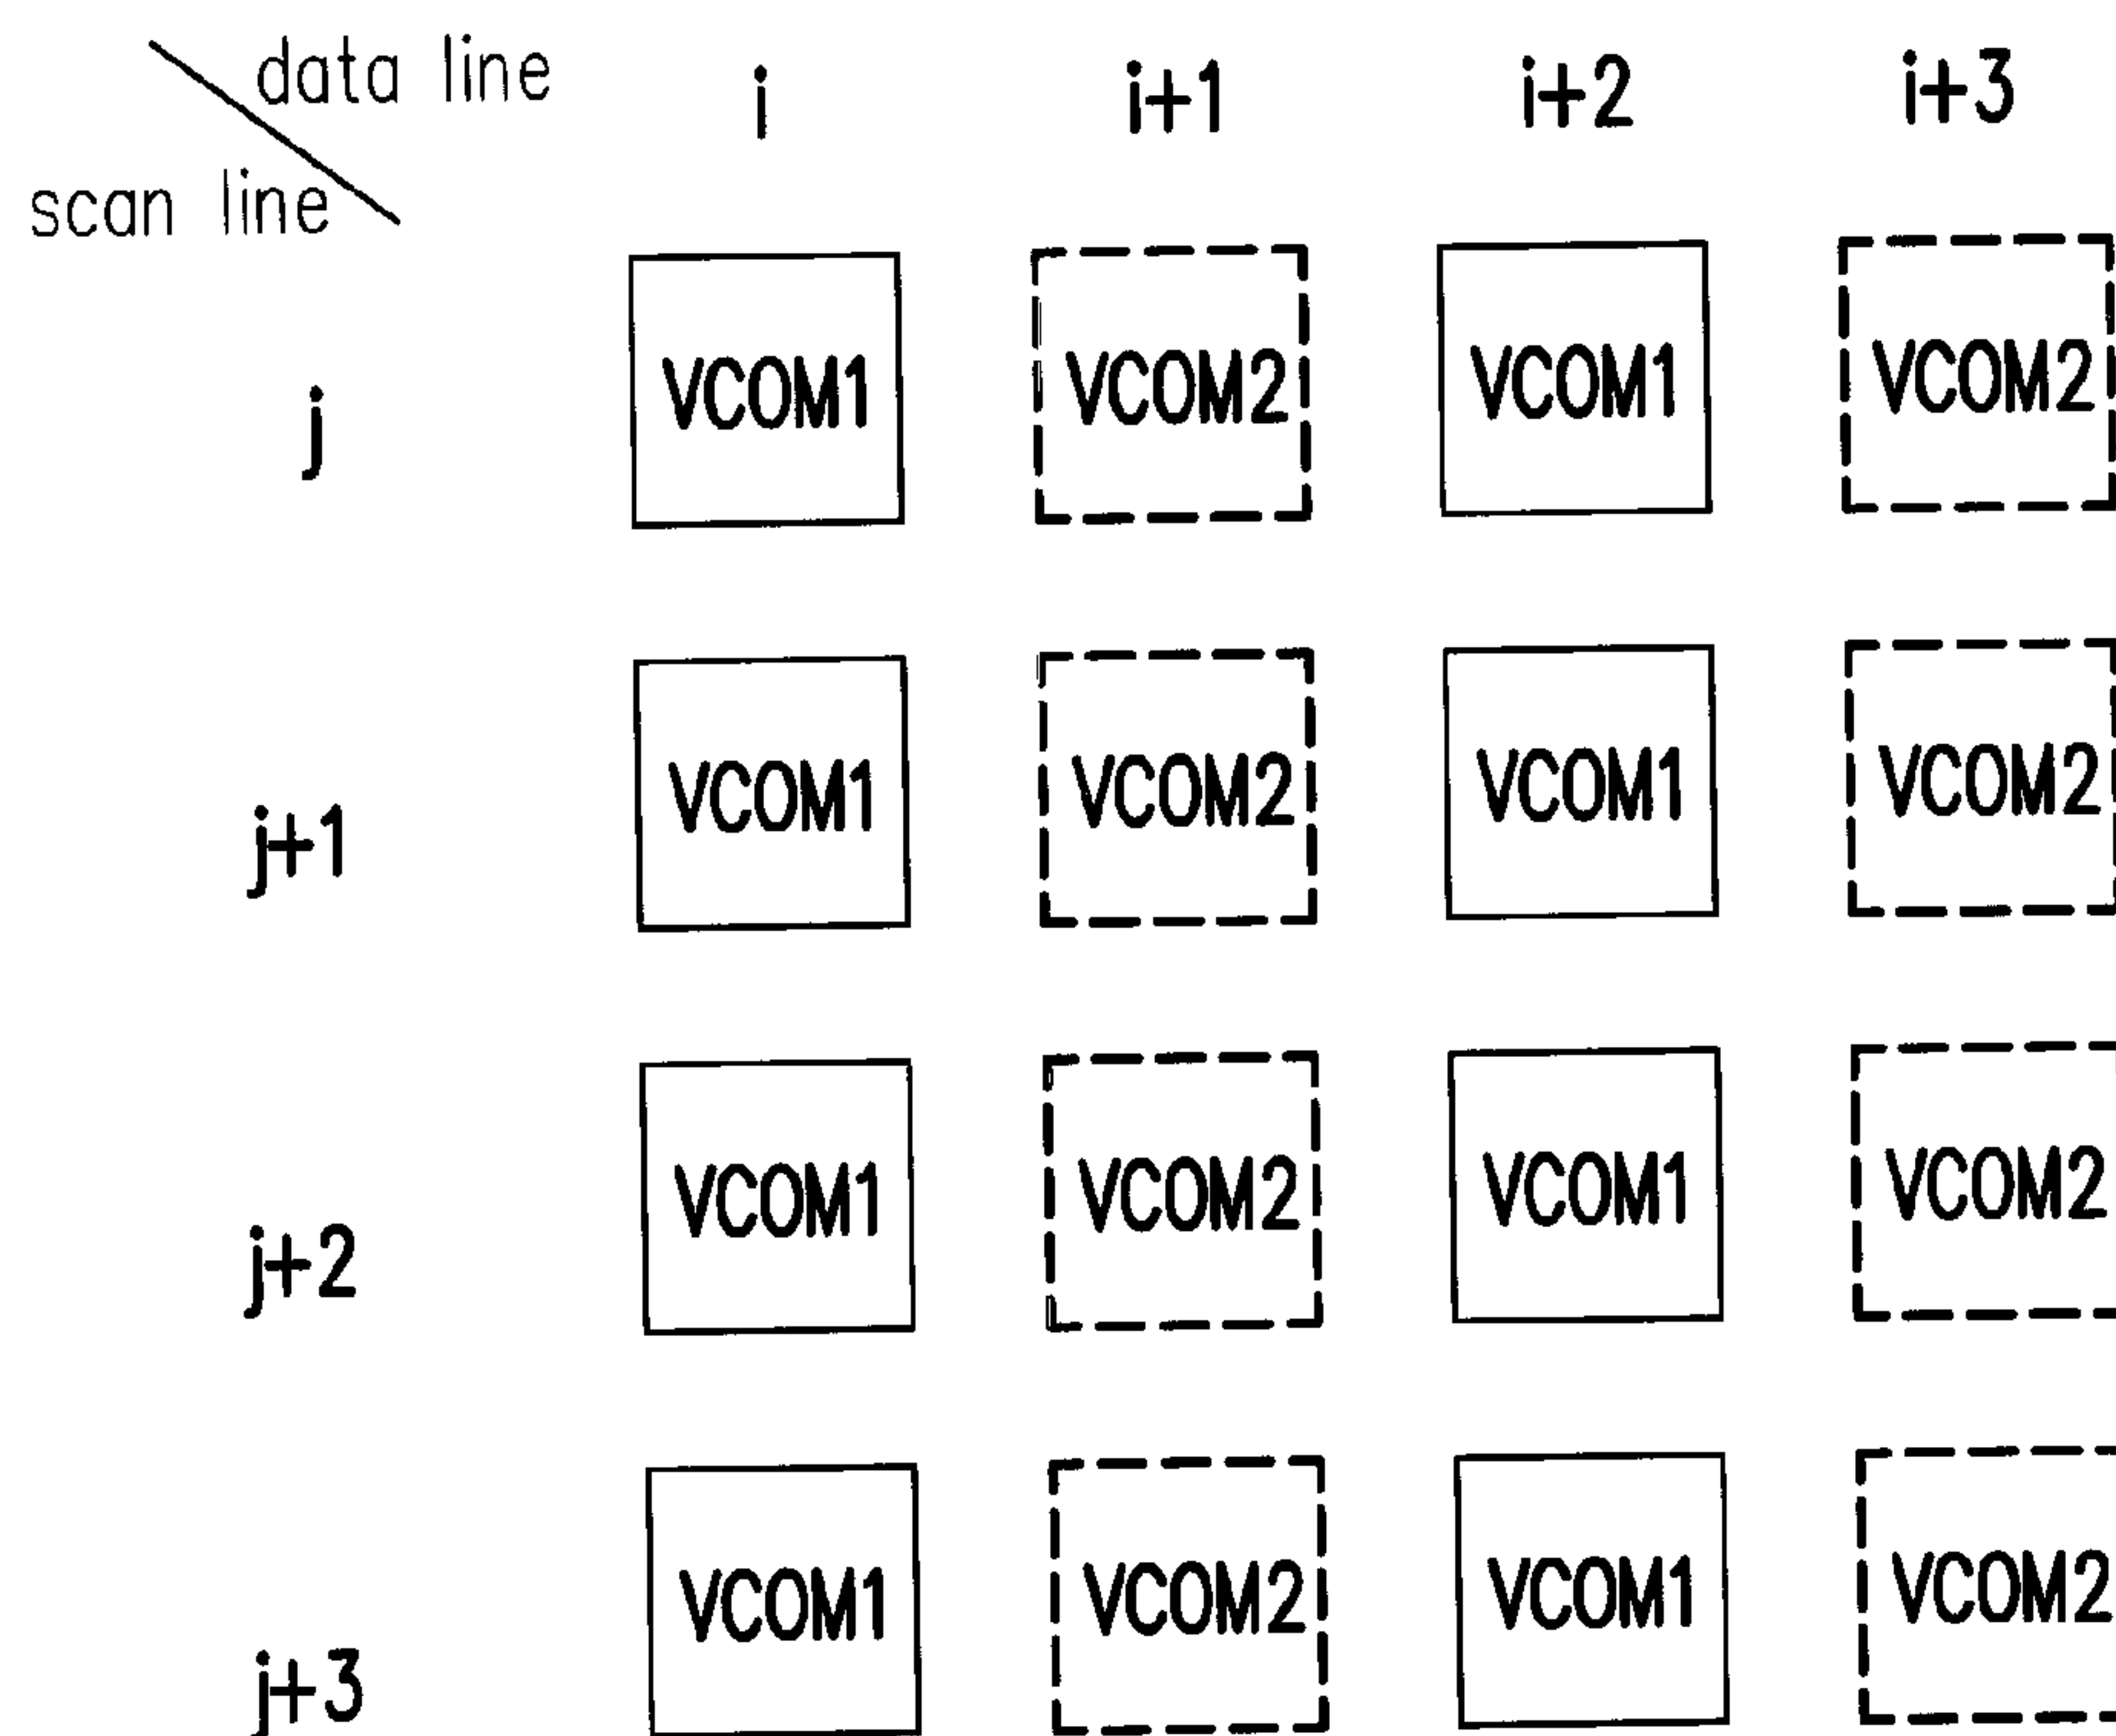 data line i i+1 i+2 i+3
scan line
j VCOM1 VCOM2 VCOM1 VCOM2
j+1 VCOM1 VCOM2 VCOM1 VCOM2
j+2 VCOM1 VCOM2 VCOM1 VCOM2
j+3 VCOM1 VCOM2 VCOM1 VCOM2